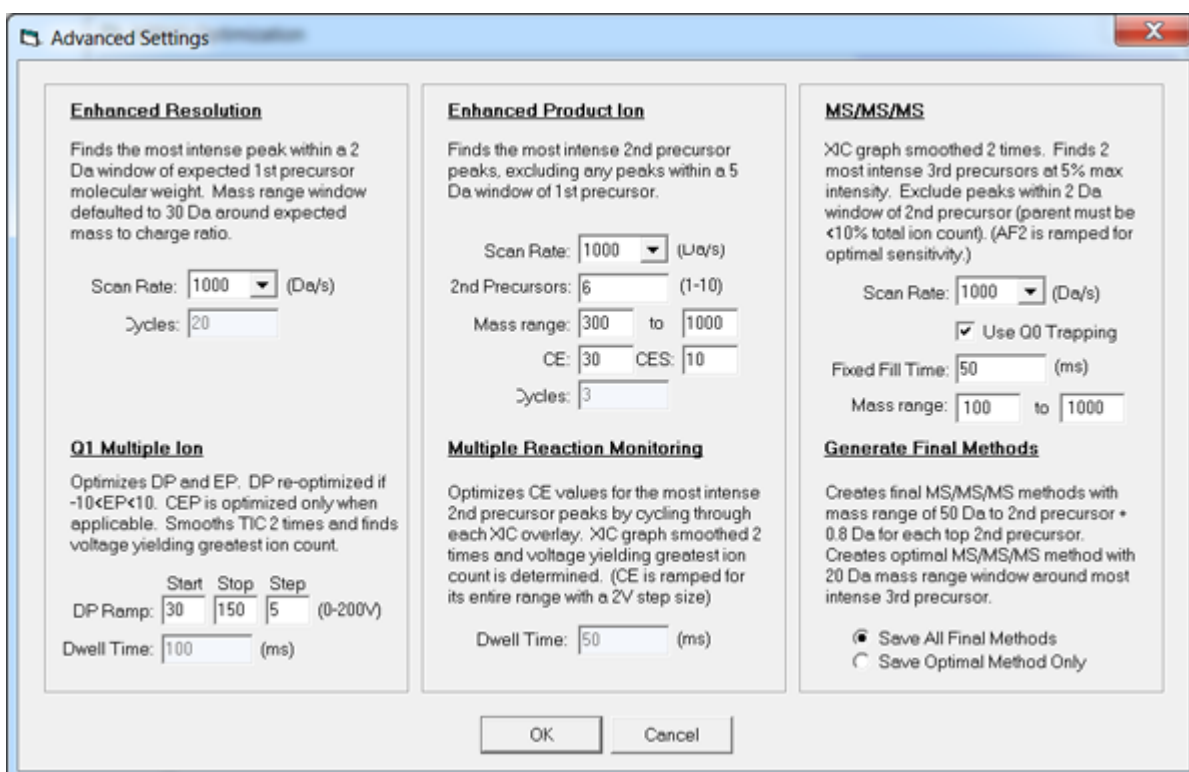 Advanced Settings
Enhanced Resolution
Finds the most intense peak within a 2
Da window of expected 1st precursor
molecular weight. Mass range window
defaulted to 30 Da around expected
mass to charge ratio.
Scan Rate: 1000 (Da/s)
Cycles: 20
Q1 Multiple Ion
Optimizes DP and EP. DP re-optimized if
-10<EP<10. CEP is optimized only when
applicable. Smooths TIC 2 times and finds
voltage yielding greatest ion count.
Start Stop Step
DP Ramp: 30 150 5 (0-200V)
Dwell Time: 100 (ms)
Enhanced Product Ion
Finds the most intense 2nd precursor
peaks, excluding any peaks within a 5
Da window of 1st precursor.
Scan Rate: 1000 (Da/s)
2nd Precursors: 6 (1-10)
Mass range: 300 to 1000
CE: 30 CES: 10
Cycles: 3
Multiple Reaction Monitoring
Optimizes CE values for the most intense
2nd precursor peaks by cycling through
each XIC overlay. XIC graph smoothed 2
times and voltage yielding greatest ion
count is determined. (CE is ramped for
its entire range with a 2V step size)
Dwell Time: 50 (ms)
MS/MS/MS
XIC graph smoothed 2 times. Finds 2
most intense 3rd precursors at 5% max
intensity. Exclude peaks within 2 Da
window of 2nd precursor (parent must be
<10% total ion count). (AF2 is ramped for
optimal sensitivity.)
Scan Rate: 1000 (Da/s)
Use Q0 Trapping
Fixed Fill Time: 50 (ms)
Mass range: 100 to 1000
Generate Final Methods
Creates final MS/MS/MS methods with
mass range of 50 Da to 2nd precursor +
0.8 Da for each top 2nd precursor.
Creates optimal MS/MS/MS method with
20 Da mass range window around most
intense 3rd precursor.
Save All Final Methods
Save Optimal Method Only
OK Cancel